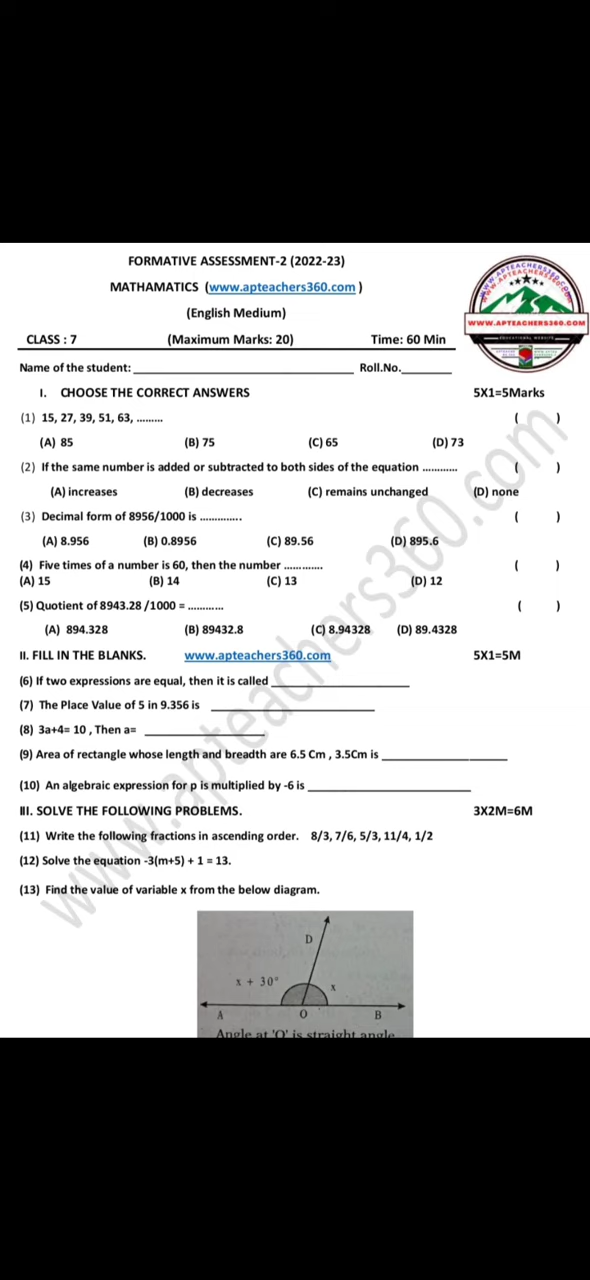 FORMATIVE ASSESSMENT-2 (2022-23)
MATHAMATICS (www.apteachers360.com )
(English Medium)
WWW.APTEACHERS360.COM
WWW.APTEACHERS360.COM
CLASS : 7 (Maximum Marks: 20) Time: 60 Min
Name of the student: Roll.No.
I. CHOOSE THE CORRECT ANSWERS 5X1=5Marks
(1) 15, 27, 39, 51, 63, ......... ( )
(A) 85 (B) 75 (C) 65 (D) 73
(2) If the same number is added or subtracted to both sides of the equation ............ ( )
(A) increases (B) decreases (C) remains unchanged (D) none
(3) Decimal form of 8956/1000 is .............. ( )
(A) 8.956 (B) 0.8956 (C) 89.56 (D) 895.6
(4) Five times of a number is 60, then the number ............. ( )
(A) 15 (B) 14 (C) 13 (D) 12
(5) Quotient of 8943.28 /1000 = ............ ( )
(A) 894.328 (B) 89432.8 (C) 8.94328 (D) 89.4328
II. FILL IN THE BLANKS. www.apteachers360.com 5X1=5M
(6) If two expressions are equal, then it is called
(7) The Place Value of 5 in 9.356 is
(8) 3a+4= 10 , Then a=
(9) Area of rectangle whose length and breadth are 6.5 Cm , 3.5Cm is
(10) An algebraic expression for p is multiplied by -6 is
III. SOLVE THE FOLLOWING PROBLEMS. 3X2M=6M
(11) Write the following fractions in ascending order. 8/3, 7/6, 5/3, 11/4, 1/2
(12) Solve the equation -3(m+5) + 1 = 13.
(13) Find the value of variable x from the below diagram.
D
x + 30° x
A O B
Angle at 'O' is straight angle
www.apteachers360.com